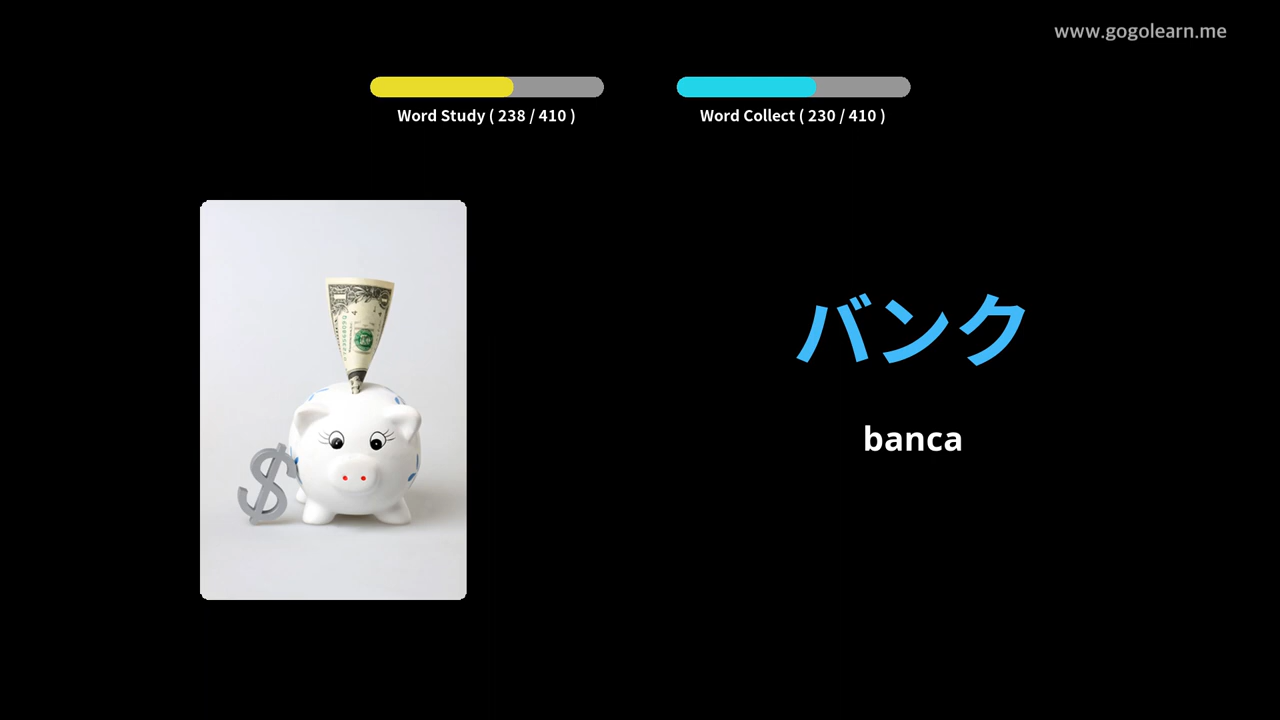 www.gogolearn.me
Word Study ( 238 / 410 )
Word Collect ( 230 / 410 )
$
バンク
banca